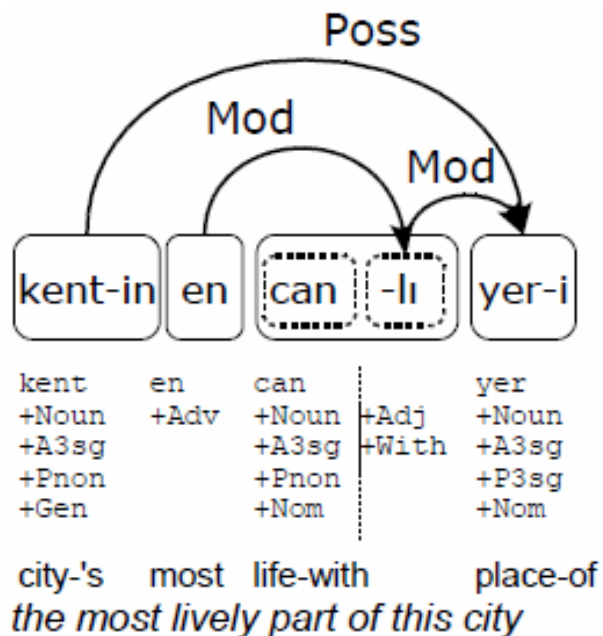 Poss
Mod
Mod
kent-in en can -lı yer-i
kent en can yer
+Noun +Adv +Noun +Adj +Noun
+A3sg +A3sg +With +A3sg
+Pnon +Pnon +P3sg
+Gen +Nom +Nom
city-'s most life-with place-of
the most lively part of this city